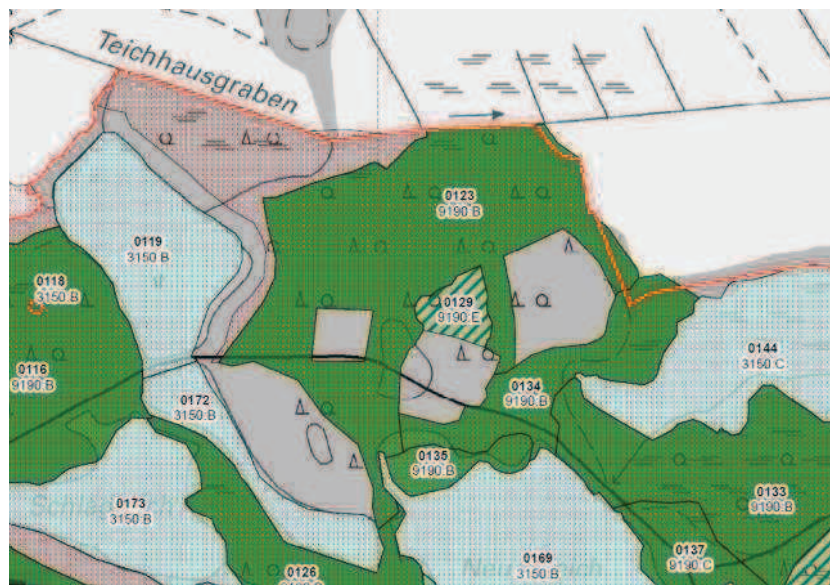 Teichhausgraben
0123
9190 B
0119
3150 B
0118
3150 B
0129
9190 E
0144
3150 C
0116
9190 B
0134
9190 B
0172
3150 B
0135
9190 B
0133
9190 B
0173
3150 B
0137
9190 C
0169
3150 B
0126